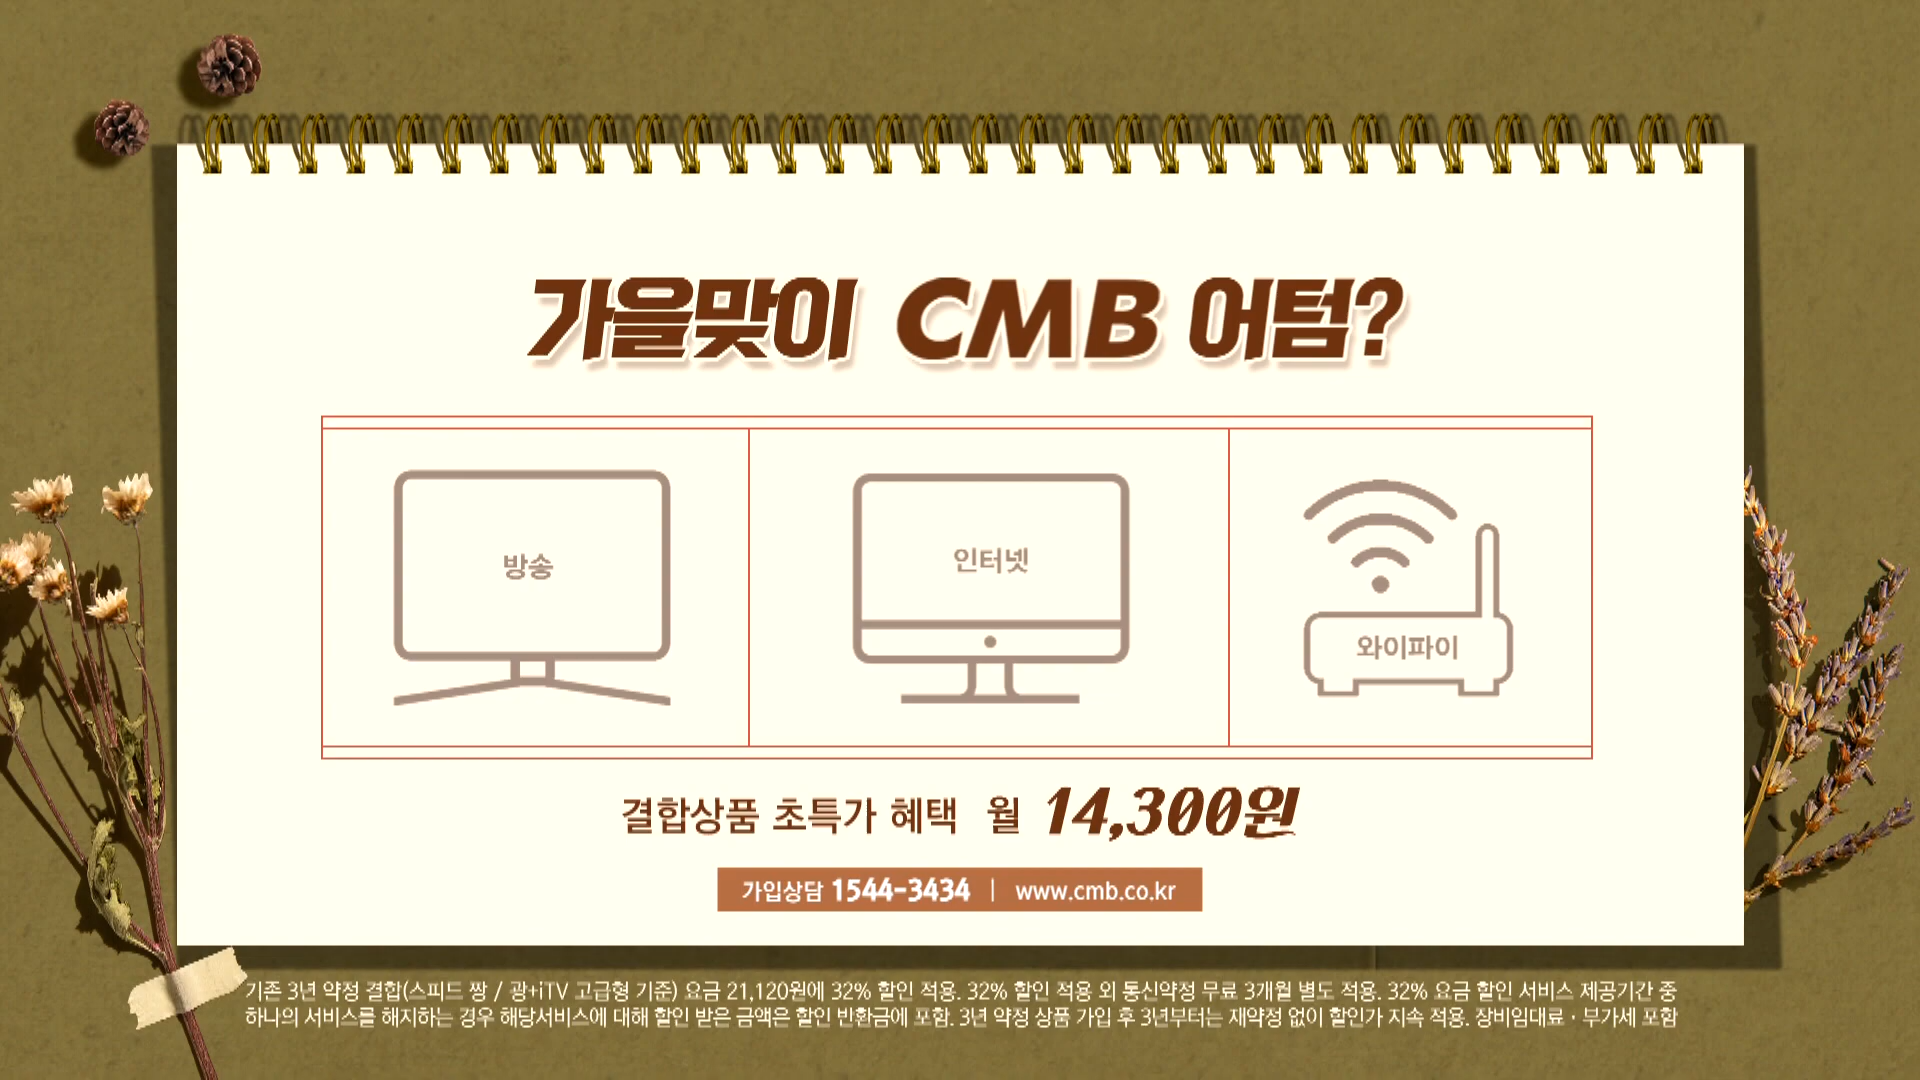 가을맞이 CMB 어텀?
방송
인터넷
와이파이
결합상품 초특가 혜택 월 14,300원
가입상담 1544-3434 | www.cmb.co.kr
기존 3년 약정 결합(스피드 짱 / 광+iTV 고급형 기준) 요금 21,120원에 32% 할인 적용. 32% 할인 적용 외 통신약정 무료 3개월 별도 적용. 32% 요금 할인 서비스 제공기간 중
하나의 서비스를 해지하는 경우 해당서비스에 대해 할인 받은 금액은 할인 반환금에 포함. 3년 약정 상품 가입 후 3년부터는 재약정 없이 할인가 지속 적용. 장비임대료 · 부가세 포함